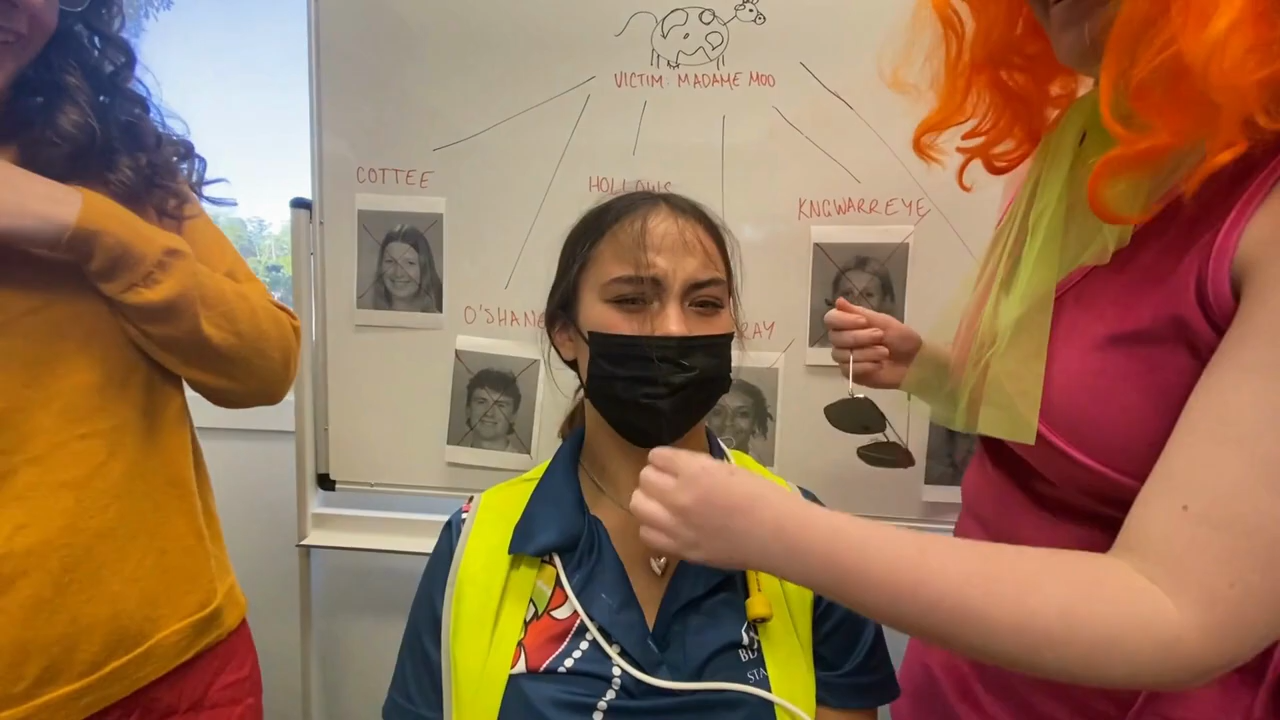 VICTIM: MADAME MOO
COTTEE
HOLLOWS
KNGWARREYE
O'SHANE
RAY